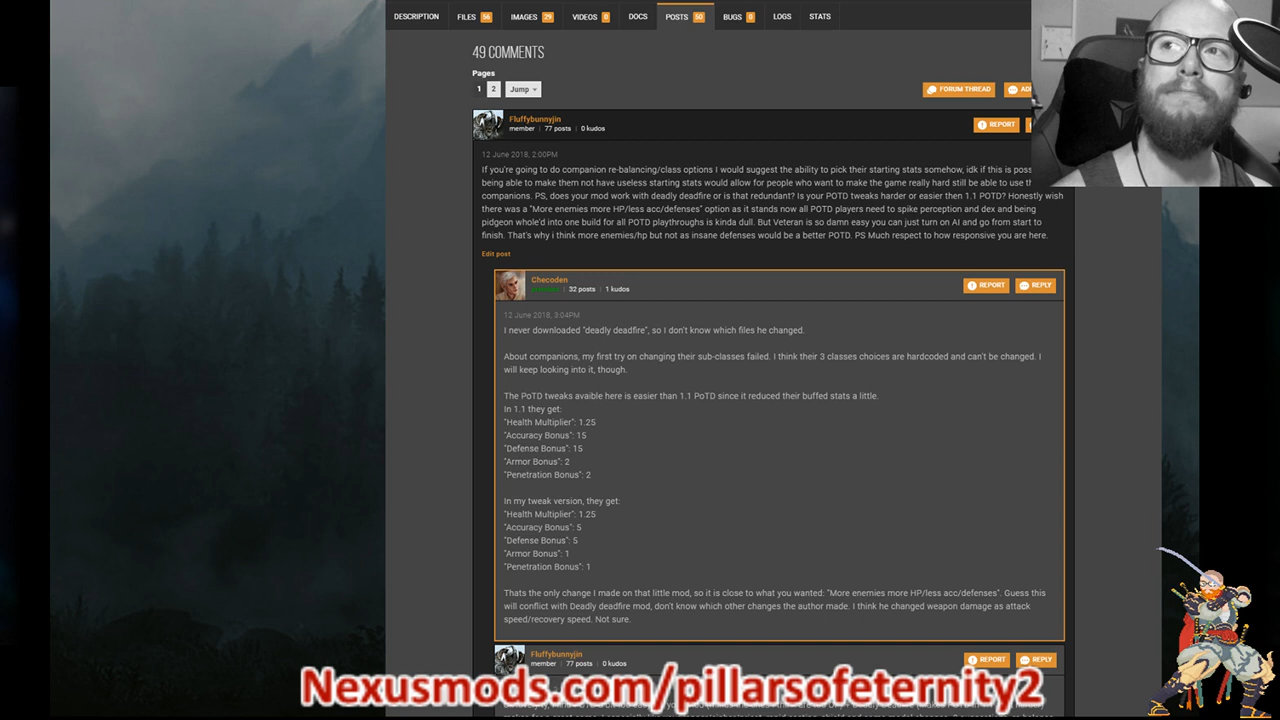 DESCRIPTION FILES 56 IMAGES 29 VIDEOS 0 DOCS POSTS 50 BUGS 0 LOGS STATS
49 COMMENTS
Pages
1 2 Jump
FORUM THREAD
Fluffybunnyjin
member | 77 posts | 0 kudos
REPORT
12 June 2018, 2:00PM
If you're going to do companion re-balancing/class options I would suggest the ability to pick their starting stats somehow, idk if this is
being able to make them not have useless starting stats would allow for people who want to make the game really hard still be able to use
companions. PS, does your mod work with deadly deadfire or is that redundant? Is your POTD tweaks harder or easier then 1.1 POTD? Honestly wish
there was a "More enemies more HP/less acc/defenses" option as it stands now all POTD players need to spike perception and dex and being
pidgeon whole'd into one build for all POTD playthroughs is kinda dull. But Veteran is so damn easy you can just turn on AI and go from start to
finish. That's why i think more enemies/hp but not as insane defenses would be a better POTD. PS Much respect to how responsive you are here.
Edit post
Checoden
| 32 posts | 1 kudos
REPORT REPLY
12 June 2018, 3:04PM
I never downloaded "deadly deadfire", so I don't know which files he changed.
About companions, my first try on changing their sub-classes failed. I think their 3 classes choices are hardcoded and can't be changed. I
will keep looking into it, though.
The PoTD tweaks avaible here is easier than 1.1 PoTD since it reduced their buffed stats a little.
In 1.1 they get:
"Health Multiplier": 1.25
"Accuracy Bonus": 15
"Defense Bonus": 15
"Armor Bonus": 2
"Penetration Bonus": 2
In my tweak version, they get:
"Health Multiplier": 1.25
"Accuracy Bonus": 5
"Defense Bonus": 5
"Armor Bonus": 1
"Penetration Bonus": 1
Thats the only change I made on that little mod, so it is close to what you wanted: "More enemies more HP/less acc/defenses". Guess this
will conflict with Deadly deadfire mod, don't know which other changes the author made. I think he changed weapon damage as attack
speed/recovery speed. Not sure.
Fluffybunnyjin
member | 77 posts | 0 kudos
REPORT REPLY
Nexusmods.com/pillarsofeternity2